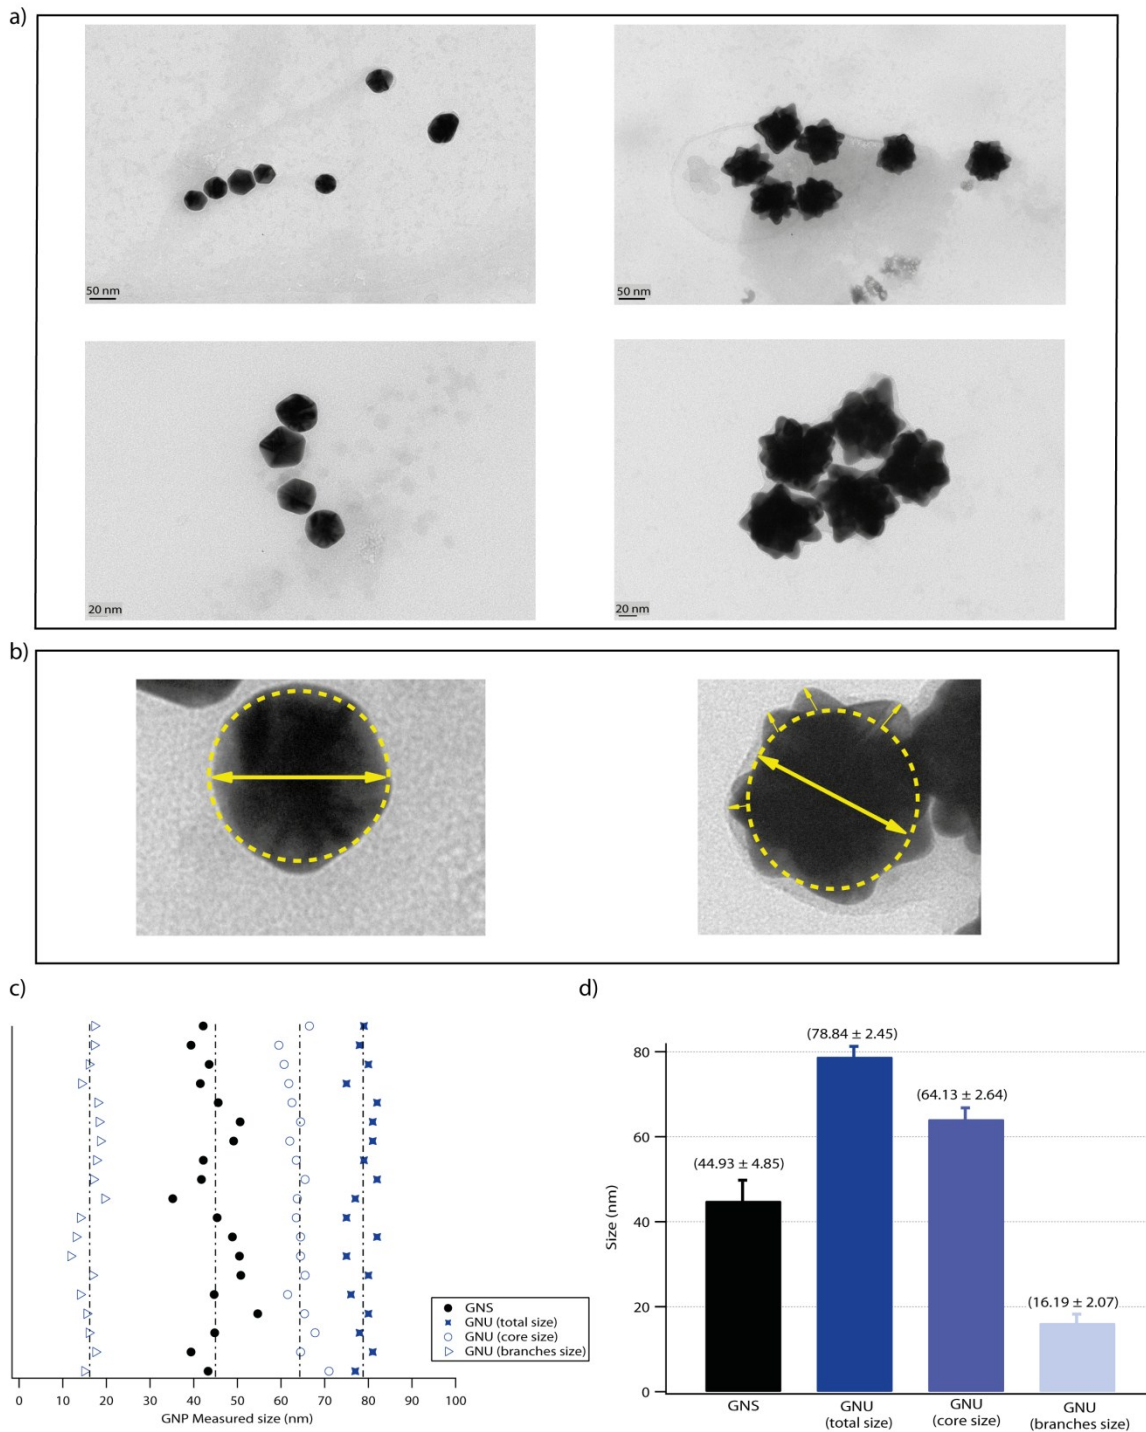 a)
50 nm
50 nm
20 nm
20 nm
b)
c)
0 10 20 30 40 50 60 70 80 90 100
GNP Measured size (nm)
GNS
GNU (total size)
GNU (core size)
GNU (branches size)
d)
Size (nm)
80
60
40
20
0
(44.93 ± 4.85)
(78.84 ± 2.45)
(64.13 ± 2.64)
(16.19 ± 2.07)
GNS
GNU
(total size)
GNU
(core size)
GNU
(branches size)